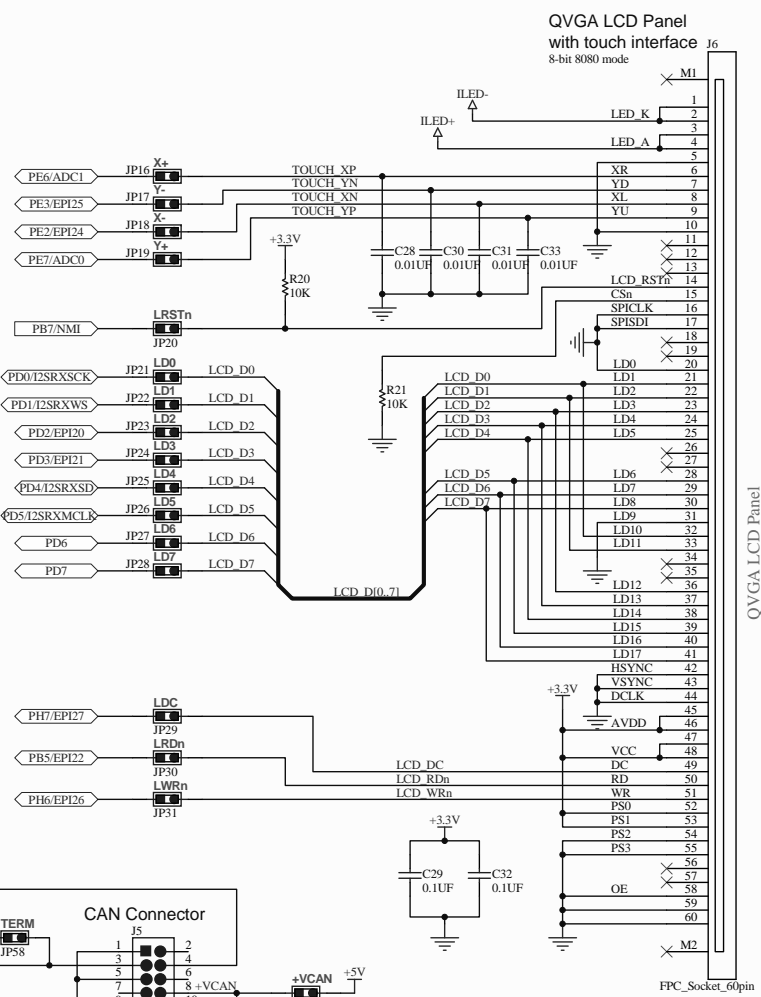 QVGA LCD Panel
with touch interface
8-bit 8080 mode
J6
M1
ILED-
ILED+
LED_K
LED_A
1
2
3
4
5
6
7
8
9
10
11
12
13
14
15
16
17
18
19
20
21
22
23
24
25
26
27
28
29
30
31
32
33
34
35
36
37
38
39
40
41
42
43
44
45
46
47
48
49
50
51
52
53
54
55
56
57
58
59
60
M2
FPC_Socket_60pin
QVGA LCD Panel
XR
YD
XL
YU
LCD_RSTn
CSn
SPICLK
SPISDI
LD0
LD1
LD2
LD3
LD4
LD5
LD6
LD7
LD8
LD9
LD10
LD11
LD12
LD13
LD14
LD15
LD16
LD17
HSYNC
VSYNC
DCLK
AVDD
VCC
DC
RD
WR
PS0
PS1
PS2
PS3
OE
PE6/ADC1 JP16 X+ TOUCH_XP
PE3/EPI25 JP17 Y- TOUCH_YN
PE2/EPI24 JP18 X- TOUCH_XN
PE7/ADC0 JP19 Y+ TOUCH_YP
+3.3V
R20
10K
C28
0.01UF
C30
0.01UF
C31
0.01UF
C33
0.01UF
PB7/NMI LRSTn JP20
PD0/I2SRXSCK JP21 LD0 LCD_D0
PD1/I2SRXWS JP22 LD1 LCD_D1
PD2/EPI20 JP23 LD2 LCD_D2
PD3/EPI21 JP24 LD3 LCD_D3
PD4/I2SRXSD JP25 LD4 LCD_D4
PD5/I2SRXMCLK JP26 LD5 LCD_D5
PD6 JP27 LD6 LCD_D6
PD7 JP28 LD7 LCD_D7
R21
10K
LCD_D0
LCD_D1
LCD_D2
LCD_D3
LCD_D4
LCD_D5
LCD_D6
LCD_D7
LCD_D[0..7]
PH7/EPI27 LDC JP29
PB5/EPI22 LRDn JP30
PH6/EPI26 LWRn JP31
LCD_DC
LCD_RDn
LCD_WRn
+3.3V
+3.3V
C29
0.1UF
C32
0.1UF
TERM
JP58
CAN Connector
J5
1 2
3 4
5 6
7 8 +VCAN
9 10
+VCAN
+5V